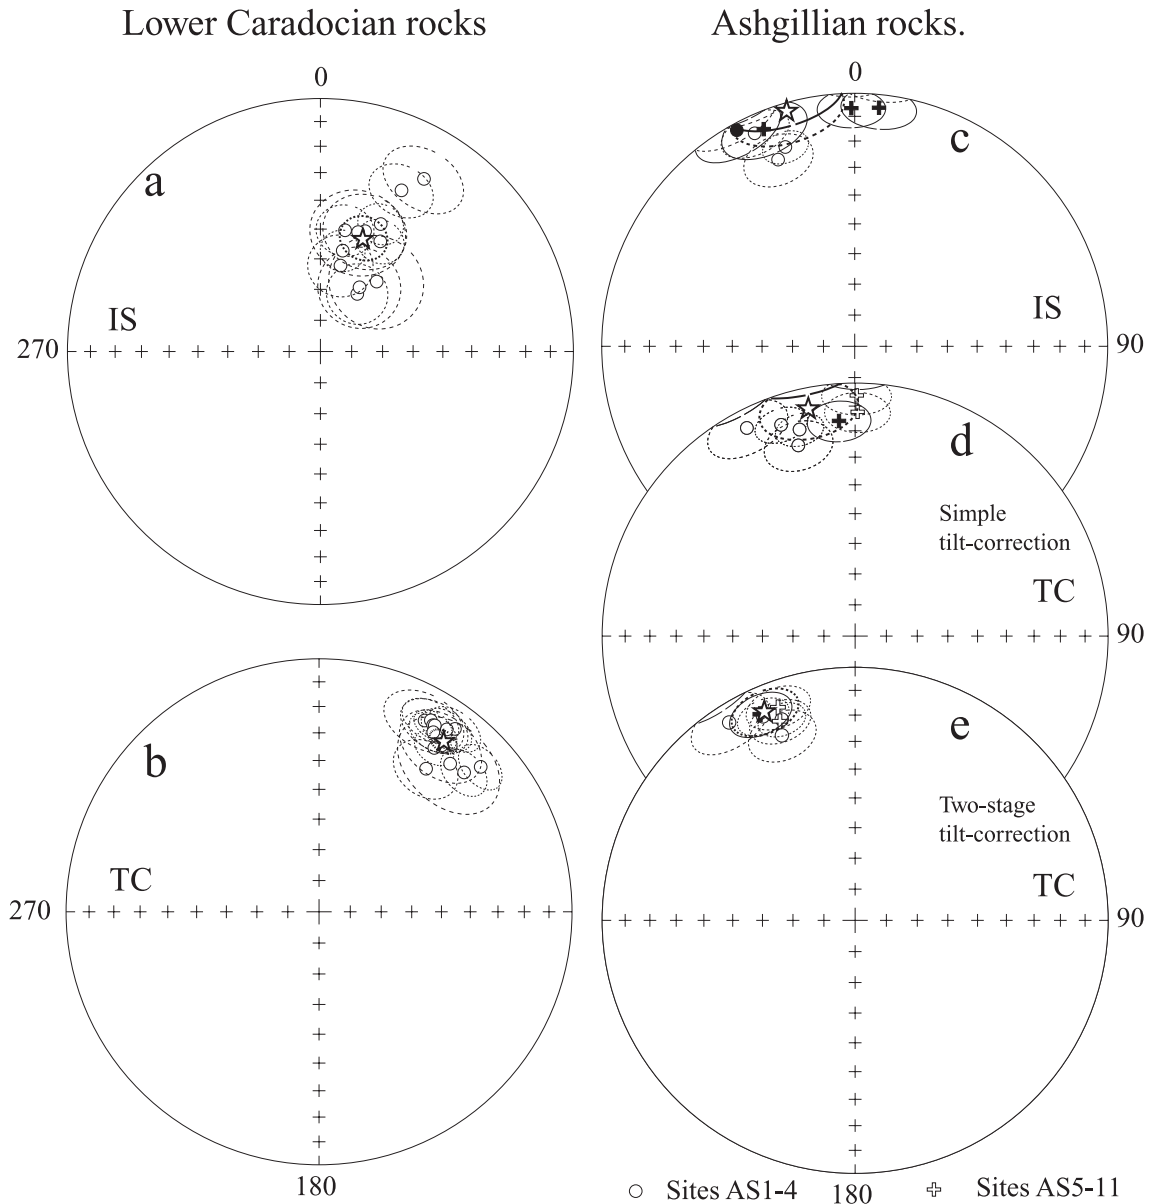 Lower Caradocian rocks
Ashgillian rocks.
0
0
a
c
IS
IS
270
90
d
Simple
tilt-correction
TC
90
b
e
Two-stage
tilt-correction
TC
TC
270
90
180
Sites AS1-4
180
Sites AS5-11